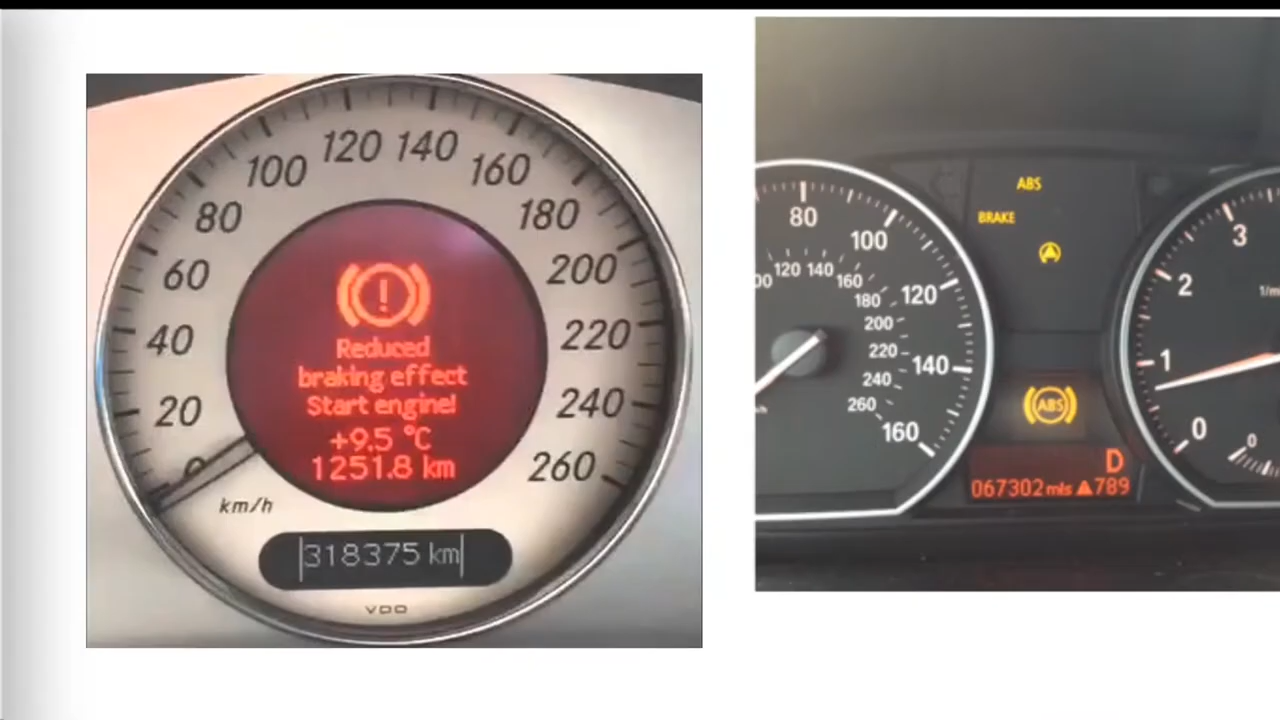 120 140
100 160
80 180
60 200
40 220
20 240
0 260
Reduced
braking effect
Start engine!
+9.5 °C
1251.8 km
km/h
318375 km
VDO
ABS
BRAKE
80
100
120
140
160
120 140
160
180
200
220
240
260
ABS
D
067302 mls ▲789
3
2
1
0
0